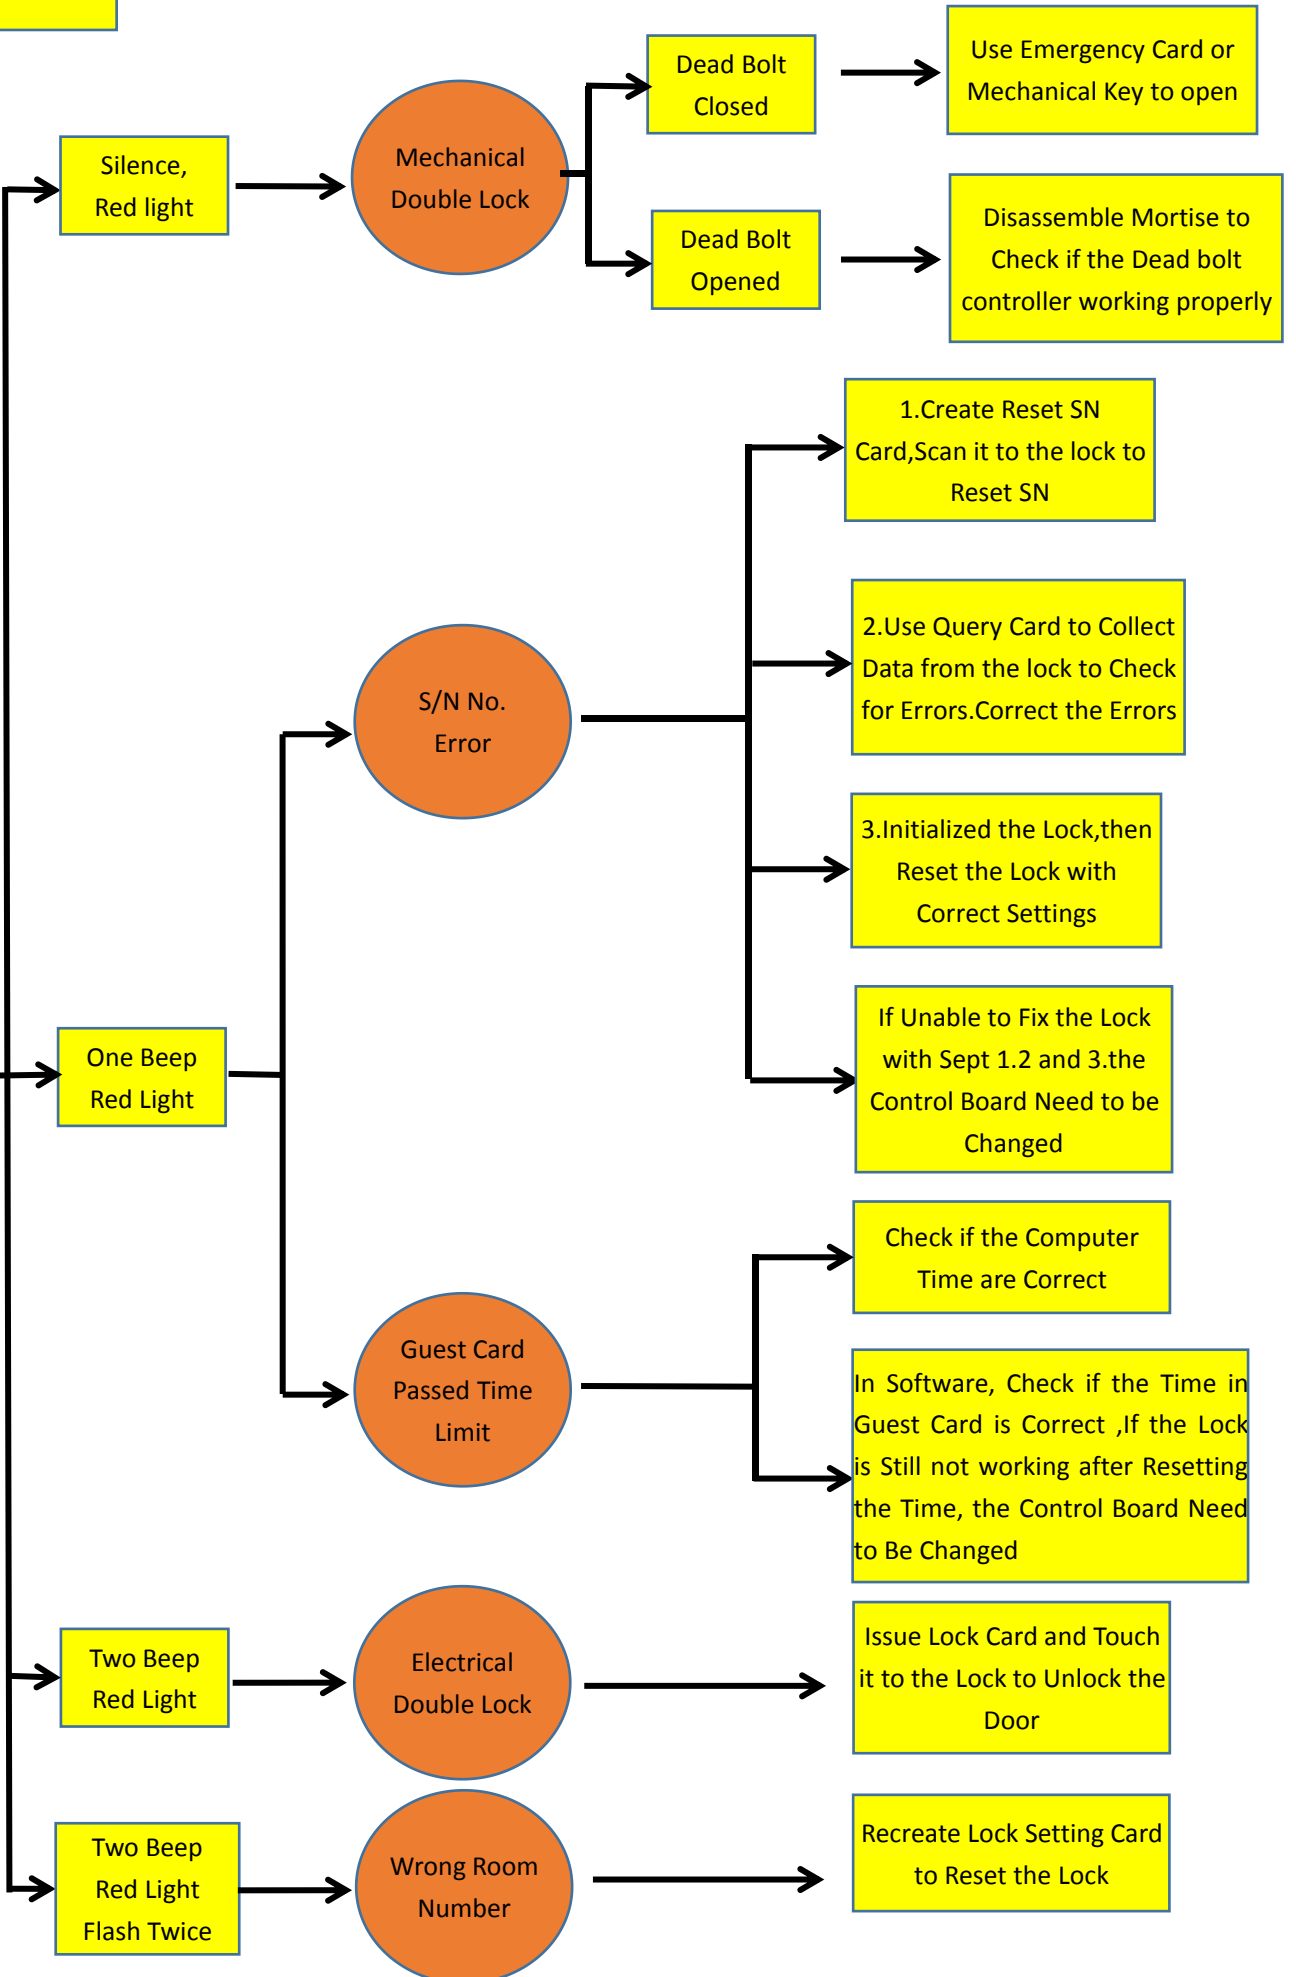 Silence,
Red light
Mechanical
Double Lock
Dead Bolt
Closed
Use Emergency Card or
Mechanical Key to open
Dead Bolt
Opened
Disassemble Mortise to
Check if the Dead bolt
controller working properly
One Beep
Red Light
S/N No.
Error
1.Create Reset SN
Card,Scan it to the lock to
Reset SN
2.Use Query Card to Collect
Data from the lock to Check
for Errors.Correct the Errors
3.Initialized the Lock,then
Reset the Lock with
Correct Settings
If Unable to Fix the Lock
with Sept 1.2 and 3.the
Control Board Need to be
Changed
Guest Card
Passed Time
Limit
Check if the Computer
Time are Correct
In Software, Check if the Time in
Guest Card is Correct ,If the Lock
is Still not working after Resetting
the Time, the Control Board Need
to Be Changed
Two Beep
Red Light
Electrical
Double Lock
Issue Lock Card and Touch
it to the Lock to Unlock the
Door
Two Beep
Red Light
Flash Twice
Wrong Room
Number
Recreate Lock Setting Card
to Reset the Lock